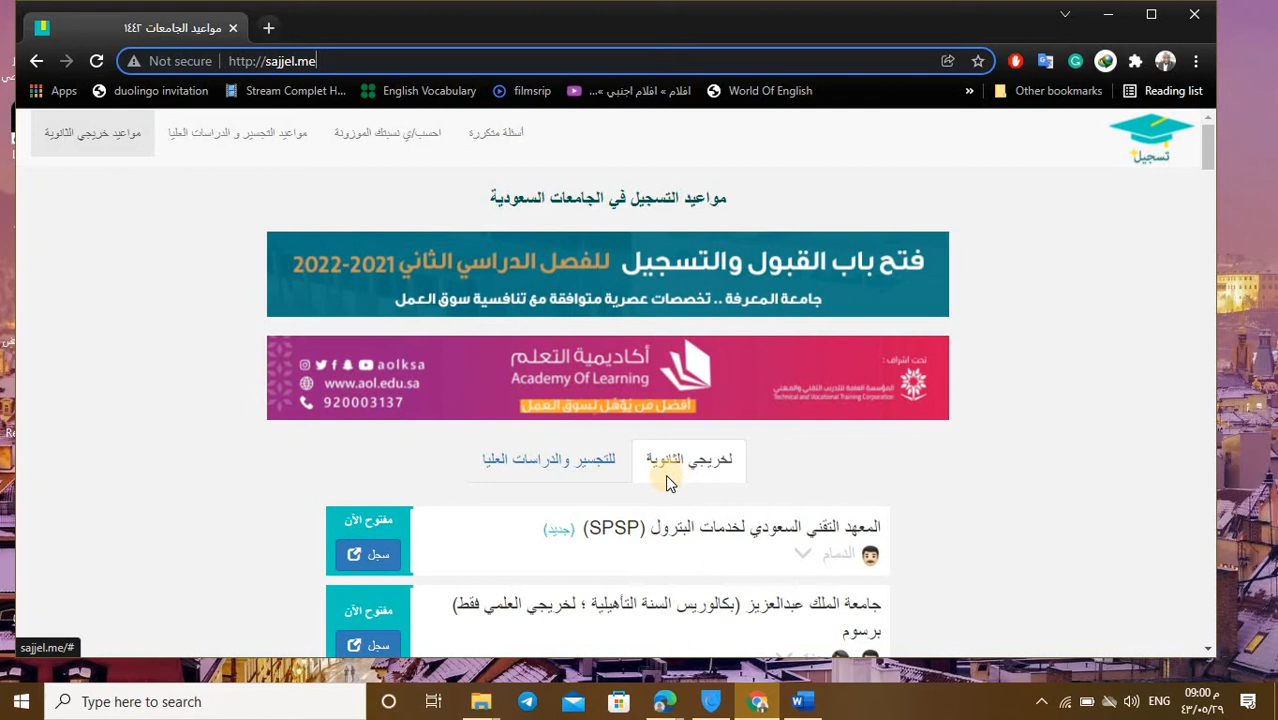 مواعيد الجامعات ١٤٤٢
Not secure
http://sajjel.me
Apps
duolingo invitation
Stream Complet H...
English Vocabulary
filmsrip
افلام » افلام اجنبي »...
World Of English
»
Other bookmarks
Reading list
تسجيل
أسئلة متكررة
احسب/ي نسبتك الموزونة
مواعيد التجسير و الدراسات العليا
مواعيد خريجي الثانوية
مواعيد التسجيل في الجامعات السعودية
فتح باب القبول والتسجيل للفصل الدراسي الثاني 2021-2022
جامعة المعرفة .. تخصصات عصرية متوافقة مع تنافسية سوق العمل
تحت اشراف :
المؤسسة العامة للتدريب التقني والمهني
Technical and Vocational Training Corporation
أكاديمية التعلم
Academy Of Learning
أفضل من يؤهل لسوق العمل
aolksa
www.aol.edu.sa
920003137
لخريجي الثانوية
للتجسير والدراسات العليا
المعهد التقني السعودي لخدمات البترول (SPSP) (جديد)
الدمام
مفتوح الآن
سجل
جامعة الملك عبدالعزيز (بكالوريس السنة التأهيلية ؛ لخريجي العلمي فقط)
برسوم
مفتوح الآن
سجل
sajjel.me/#
Type here to search
ENG
09:00 م
٤٣/٠٥/٢٩